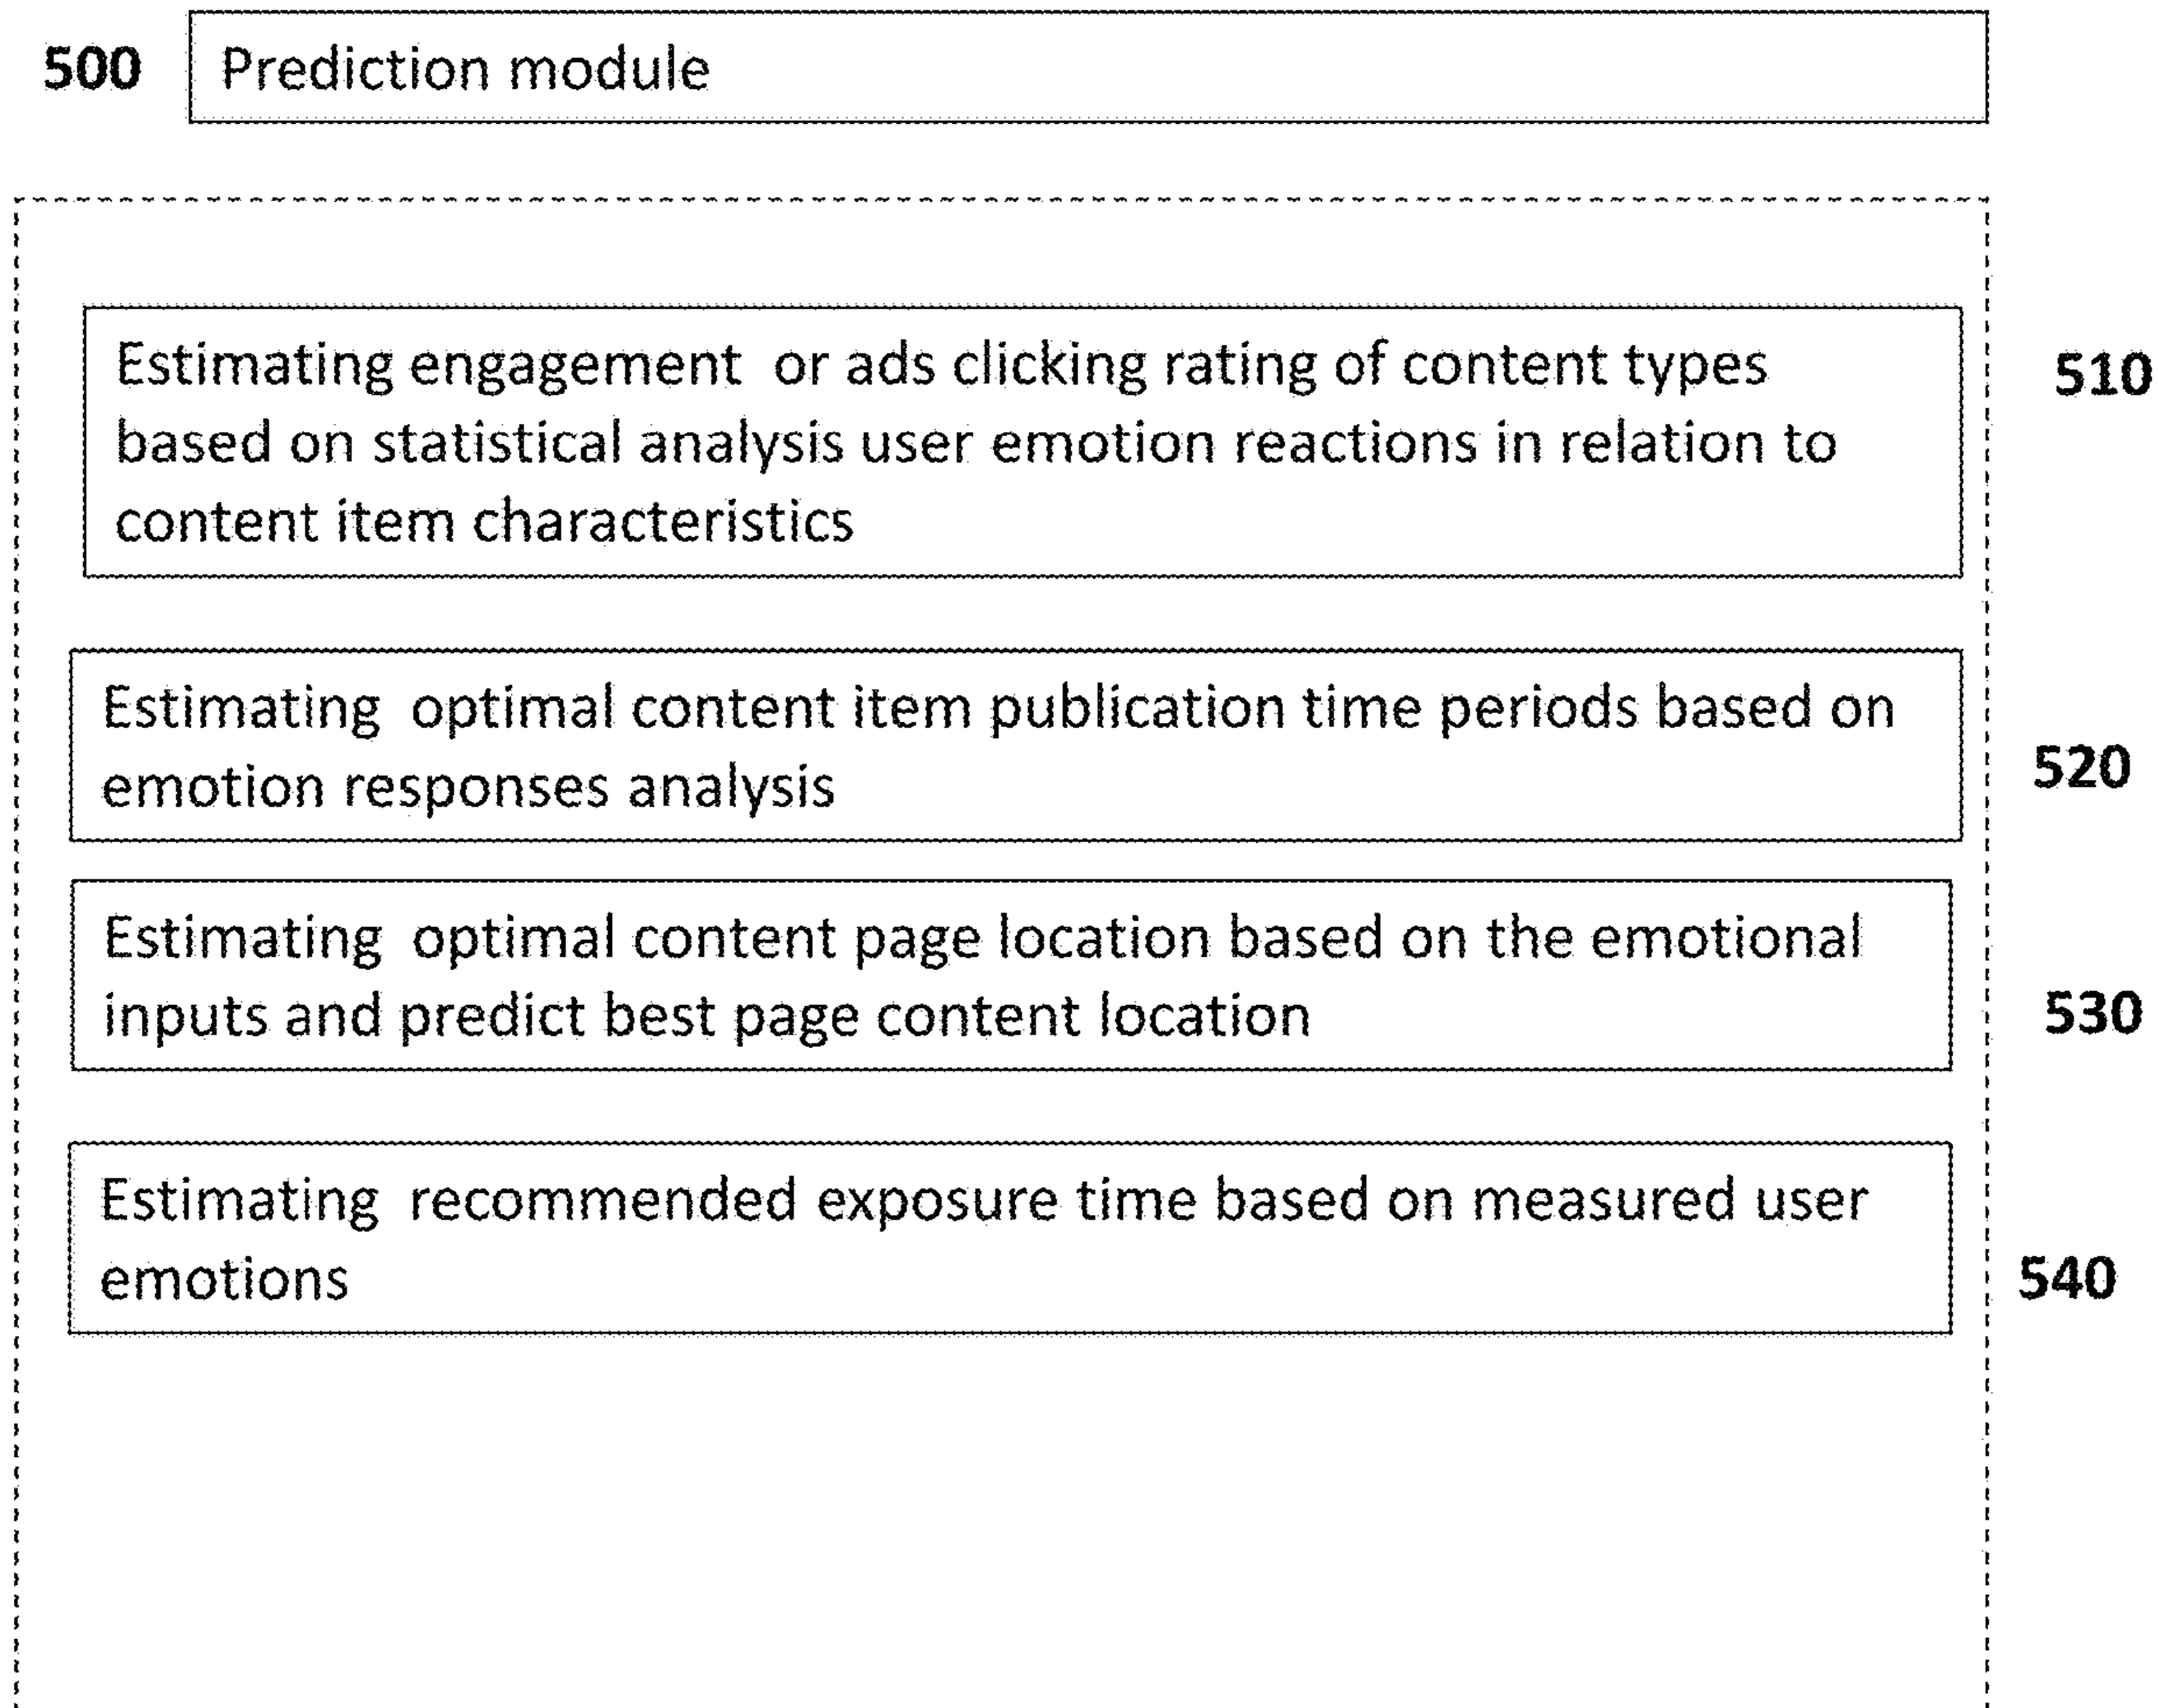 500 Prediction module
Estimating engagement or ads clicking rating of content types
510
based on statistical analysis user emotion reactions in relation to
content item characteristics
Estimating optimal content item publication time periods based on
520
emotion responses analysis
Estimating optimal content page location based on the emotional
inputs and predict best page content location
530
Estimating recommended exposure time based on measured user
emotions
540